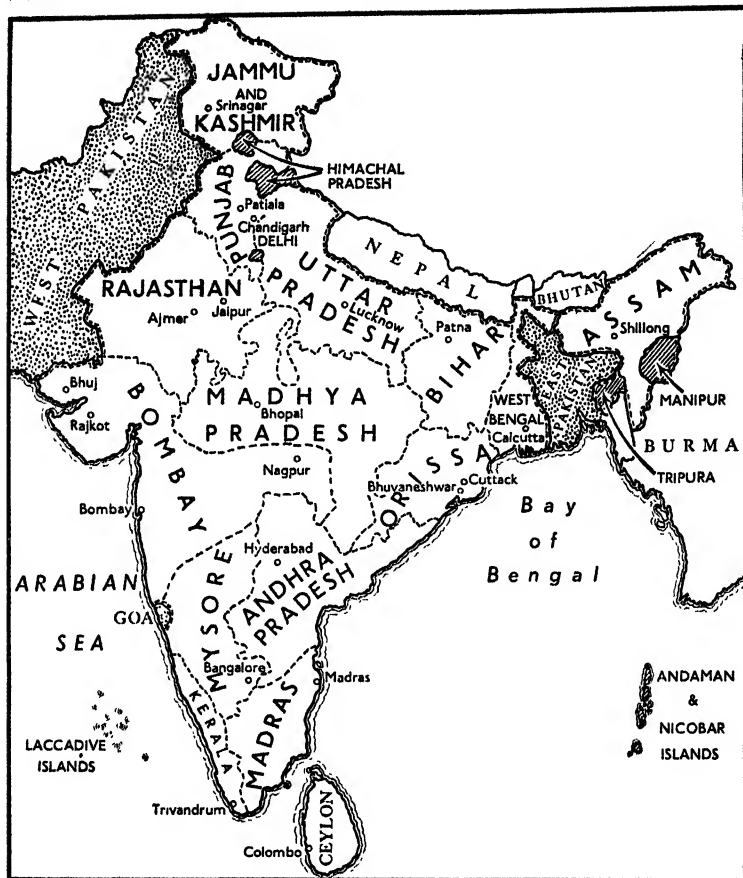 JAMMU
AND
Srinagar
KASHMIR
WEST PAKISTAN
HIMACHAL
PRADESH
PUNJAB
Patiala
Chandigarh
DELHI
NEPAL
BHUTAN
ASSAM
Shillong
RAJASTHAN
Ajmer
Jaipur
UTTAR
PRADESH
Lucknow
Patna
BIHAR
EAST
PAKISTAN
MANIPUR
BURMA
TRIPURA
Bhuj
Rajkot
BOMBAY
MADHYA
Bhopal
PRADESH
Nagpur
WEST
BENGAL
Calcutta
ORISSA
Bhuvaneshwar
Cuttack
Bombay
Bay
of
Bengal
Hyderabad
ANDHRA
PRADESH
ARABIAN
SEA
GOA
MYSORE
Bangalore
Madras
KERALA
MADRAS
LACCADIVE
ISLANDS
ANDAMAN
&
NICOBAR
ISLANDS
Trivandrum
Colombo
CEYLON